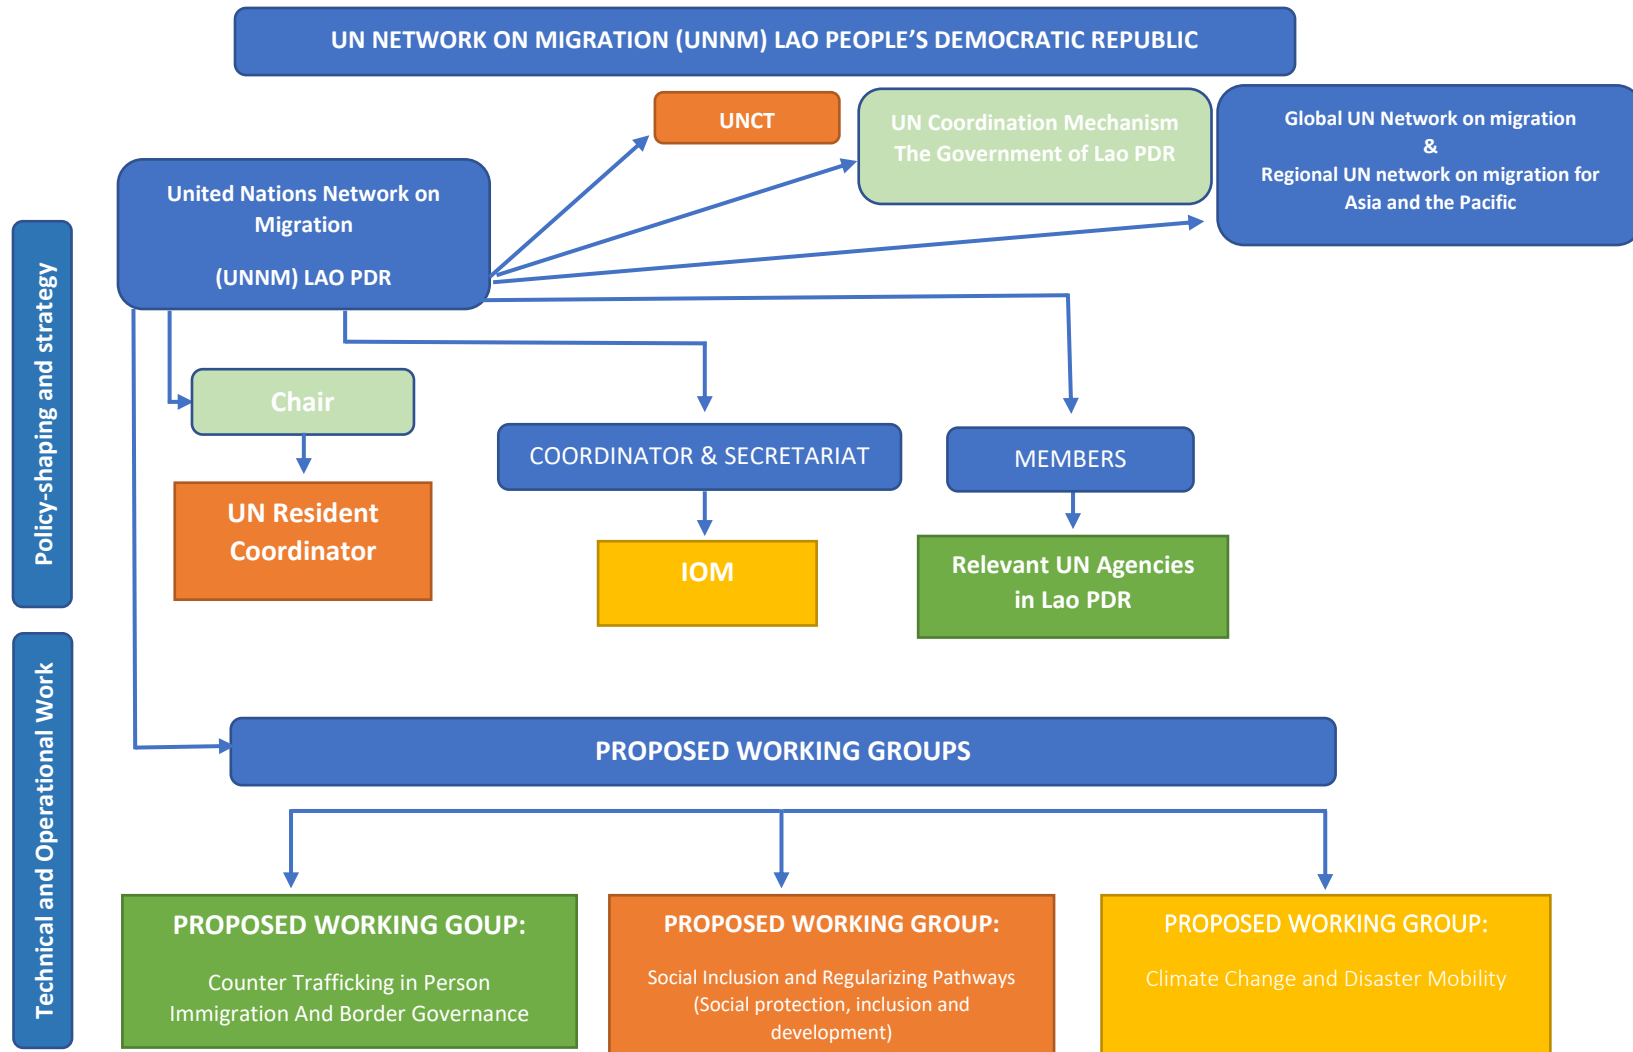 UN NETWORK ON MIGRATION (UNNM) LAO PEOPLE'S DEMOCRATIC REPUBLIC
UNCT
UN Coordination Mechanism
The Government of Lao PDR
Global UN Network on migration
&
Regional UN network on migration for
Asia and the Pacific
United Nations Network on
Migration
(UNNM) LAO PDR
Policy-shaping and strategy
Chair
COORDINATOR & SECRETARIAT
MEMBERS
UN Resident
Coordinator
IOM
Relevant UN Agencies
in Lao PDR
Technical and Operational Work
PROPOSED WORKING GROUPS
PROPOSED WORKING GOUP:
Counter Trafficking in Person
Immigration And Border Governance
PROPOSED WORKING GROUP:
Social Inclusion and Regularizing Pathways
(Social protection, inclusion and
development)
PROPOSED WORKING GROUP:
Climate Change and Disaster Mobility